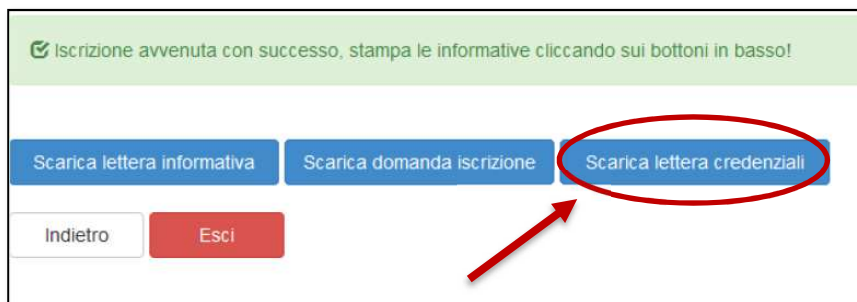 Iscrizione avvenuta con successo, stampa le informative cliccando sui bottoni in basso!
Scarica lettera informativa Scarica domanda iscrizione Scarica lettera credenziali
Indietro Esci